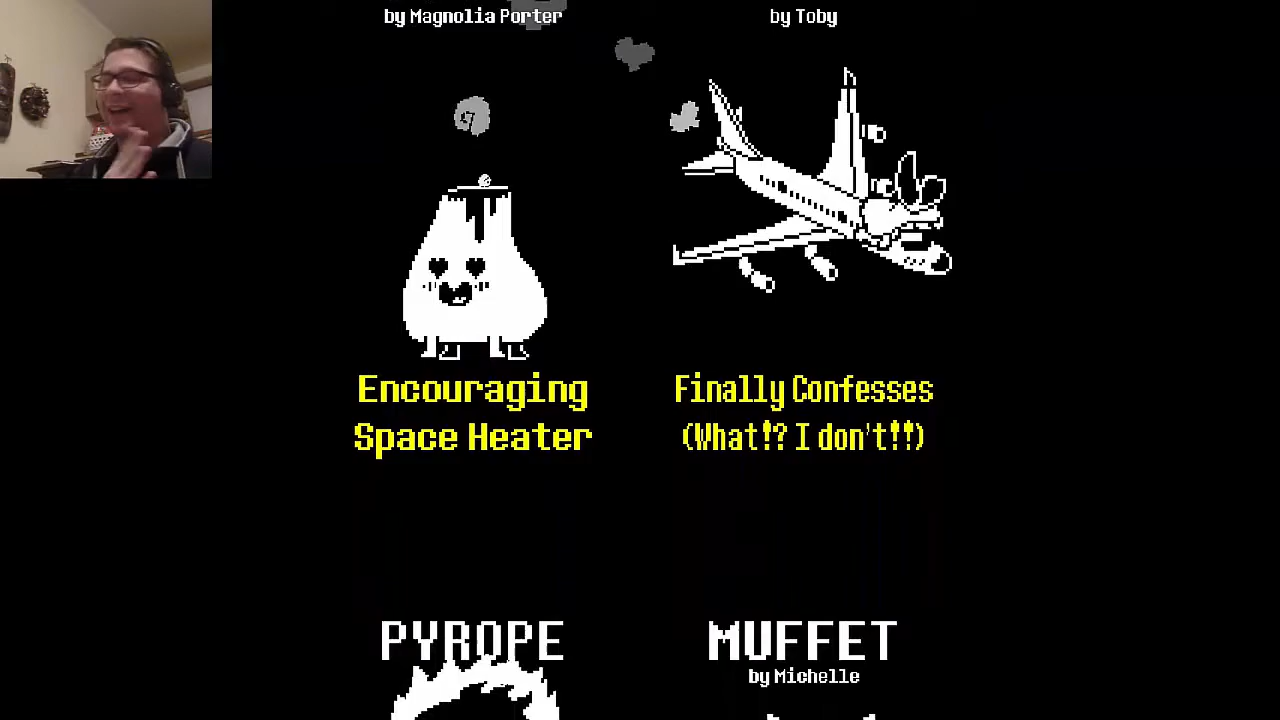 by Magnolia Porter
by Toby
Encouraging
Space Heater
Finally Confesses
(What!? I don't!!)
PYROPE
MUFFET
by Michelle